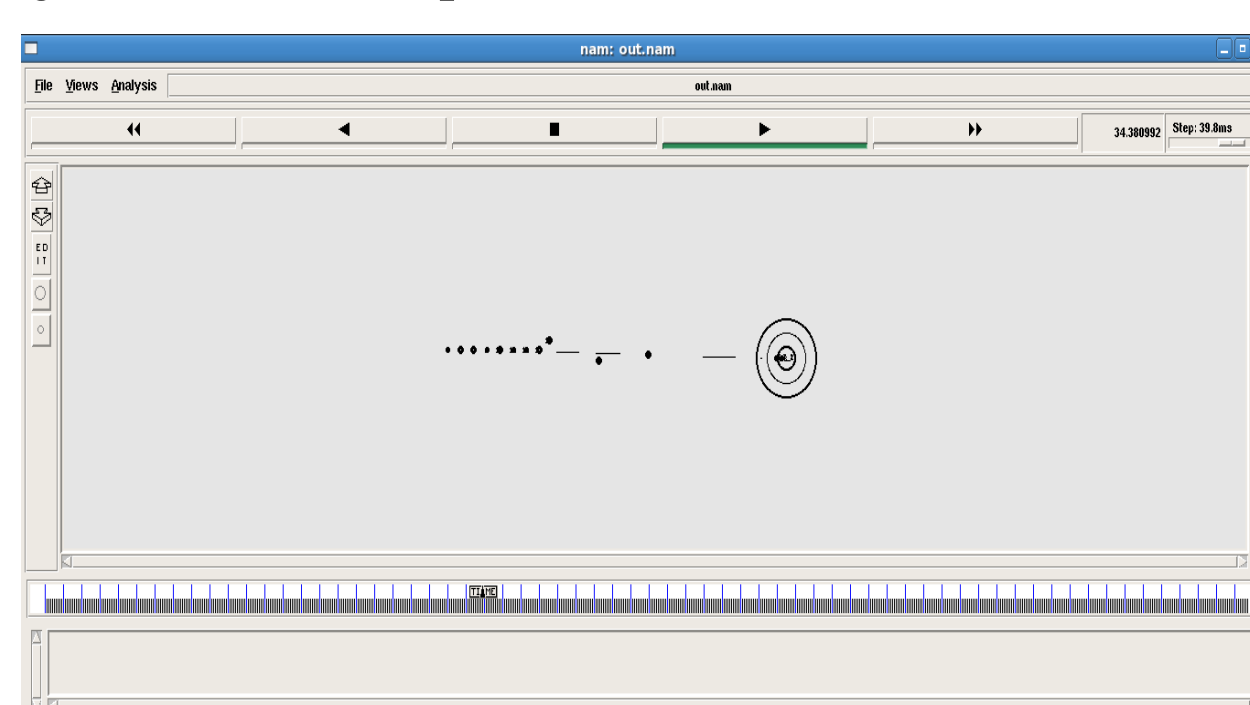 nam: out.nam
File Views Analysis out.nam
34.380992 Step: 39.8ms
ED
IT
TIME